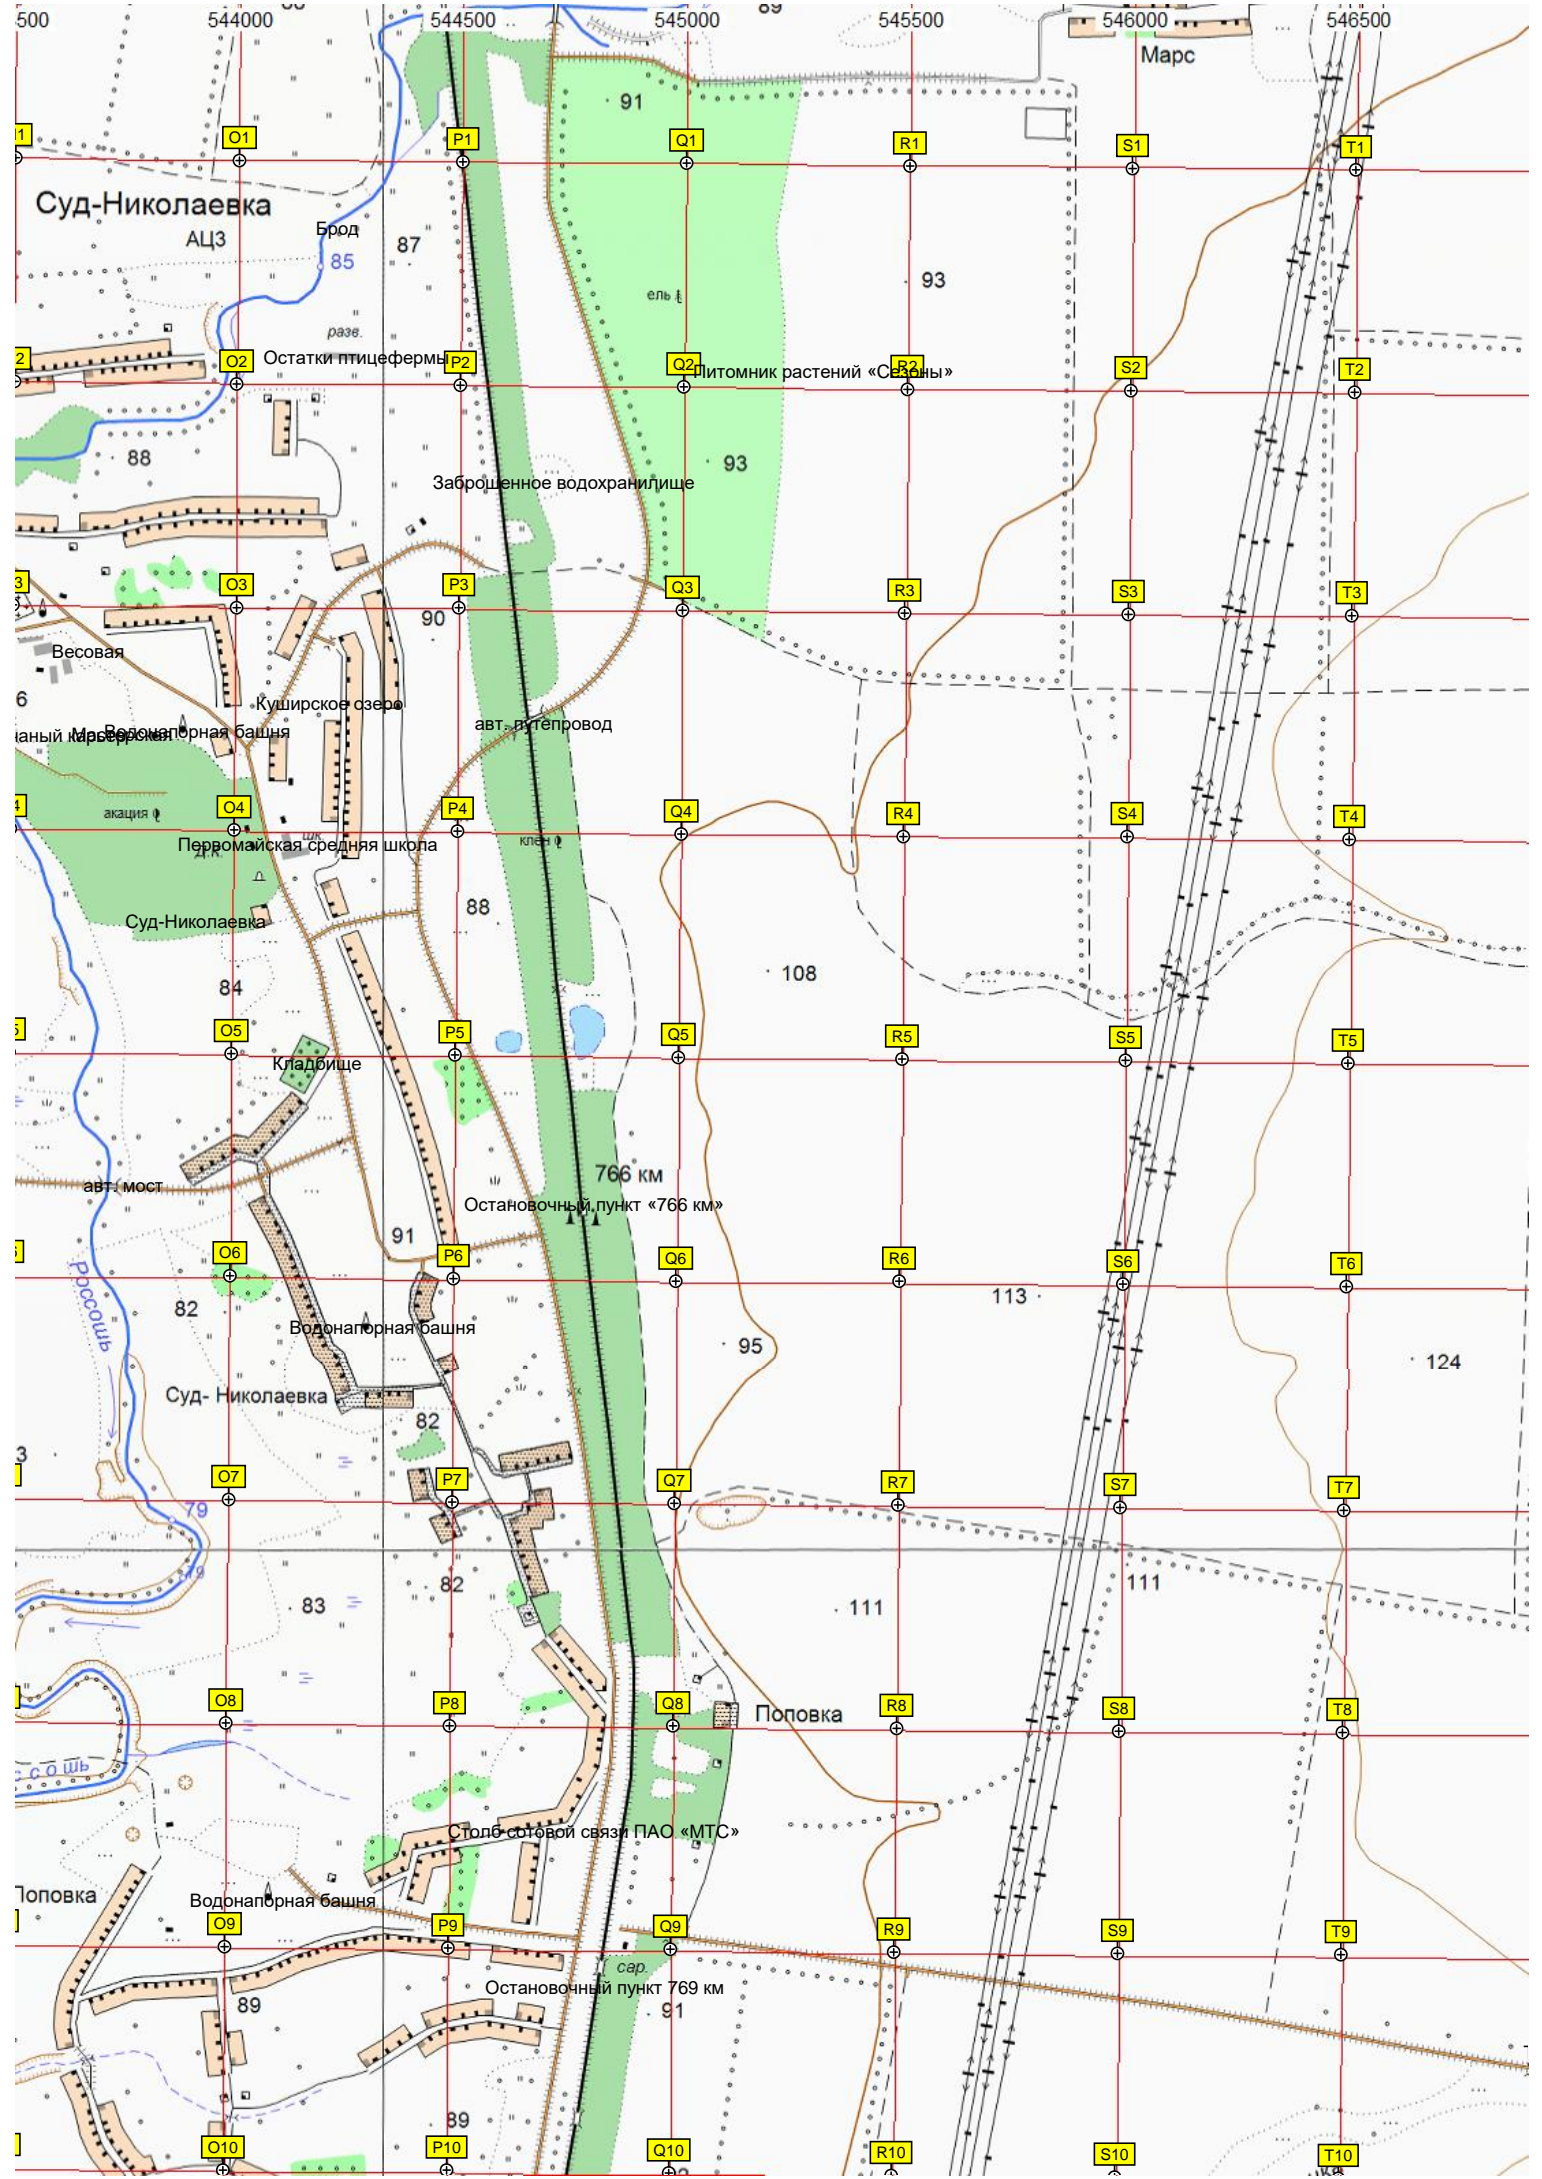 500 544000 544500 545000 545500 546000 546500
89
Марс
91
O1 P1 Q1 R1 S1 T1
Суд-Николаевка
АЦЗ
Брод
85
87
93
ель
разв.
Остатки птицефермы
O2 P2 Q2 R2 S2 T2
Питомник растений «Сезоны»
88
93
Заброшенное водохранилище
O3 P3 Q3 R3 S3 T3
90
Весовая
6
Куширское озеро
авт. путепровод
Водонапорная башня
акация
O4 P4 Q4 R4 S4 T4
шк.
клен
Первомайская средняя школа
Д.К.
88
Суд-Николаевка
108
84
O5 P5 Q5 R5 S5 T5
Кладбище
766 км
авт. мост
Остановочный пункт «766 км»
91
O6 P6 Q6 R6 S6 T6
Россошь
82
113
Водонапорная башня
95
124
Суд- Николаевка
82
3
O7 P7 Q7 R7 S7 T7
79
79
82
111
83
111
O8 P8 Q8 R8 S8 T8
Поповка
ссошь
Столб сотовой связи ПАО «МТС»
Поповка
Водонапорная башня
O9 P9 Q9 R9 S9 T9
сар.
Остановочный пункт 769 км
89
91
89
O10 P10 Q10 R10 S10 T10